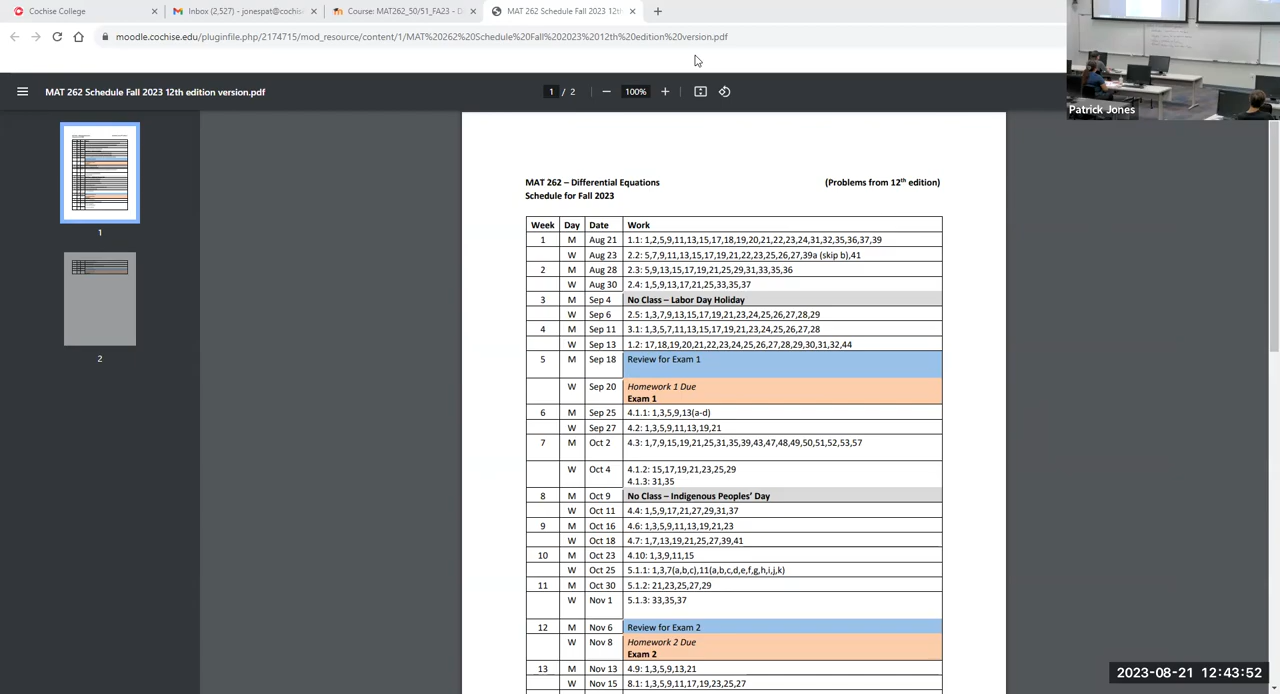 Cochise College
Inbox (2,527) - jonespat@cochis
Course: MAT262_50/51_FA23 - D
MAT 262 Schedule Fall 2023 12th
moodle.cochise.edu/pluginfile.php/2174715/mod_resource/content/1/MAT%20262%20Schedule%20Fall%202023%2012th%20edition%20version.pdf
MAT 262 Schedule Fall 2023 12th edition version.pdf
1 / 2
100%
Patrick Jones
1
2
MAT 262 – Differential Equations (Problems from 12th edition)
Schedule for Fall 2023
Week Day Date Work
1 M Aug 21 1.1: 1,2,5,9,11,13,15,17,18,19,20,21,22,23,24,31,32,35,36,37,39
W Aug 23 2.2: 5,7,9,11,13,15,17,19,21,22,23,25,26,27,39a (skip b),41
2 M Aug 28 2.3: 5,9,13,15,17,19,21,25,29,31,33,35,36
W Aug 30 2.4: 1,5,9,13,17,21,25,33,35,37
3 M Sep 4 No Class – Labor Day Holiday
W Sep 6 2.5: 1,3,7,9,13,15,17,19,21,23,24,25,26,27,28,29
4 M Sep 11 3.1: 1,3,5,7,11,13,15,17,19,21,23,24,25,26,27,28
W Sep 13 1.2: 17,18,19,20,21,22,23,24,25,26,27,28,29,30,31,32,44
5 M Sep 18 Review for Exam 1
W Sep 20 Homework 1 Due
Exam 1
6 M Sep 25 4.1.1: 1,3,5,9,13(a-d)
W Sep 27 4.2: 1,3,5,9,11,13,19,21
7 M Oct 2 4.3: 1,7,9,15,19,21,25,31,35,39,43,47,48,49,50,51,52,53,57
W Oct 4 4.1.2: 15,17,19,21,23,25,29
4.1.3: 31,35
8 M Oct 9 No Class – Indigenous Peoples’ Day
W Oct 11 4.4: 1,5,9,17,21,27,29,31,37
9 M Oct 16 4.6: 1,3,5,9,11,13,19,21,23
W Oct 18 4.7: 1,7,13,19,21,25,27,39,41
10 M Oct 23 4.10: 1,3,9,11,15
W Oct 25 5.1.1: 1,3,7(a,b,c),11(a,b,c,d,e,f,g,h,i,j,k)
11 M Oct 30 5.1.2: 21,23,25,27,29
W Nov 1 5.1.3: 33,35,37
12 M Nov 6 Review for Exam 2
W Nov 8 Homework 2 Due
Exam 2
13 M Nov 13 4.9: 1,3,5,9,13,21
W Nov 15 8.1: 1,3,5,9,11,17,19,23,25,27
2023-08-21 12:43:52